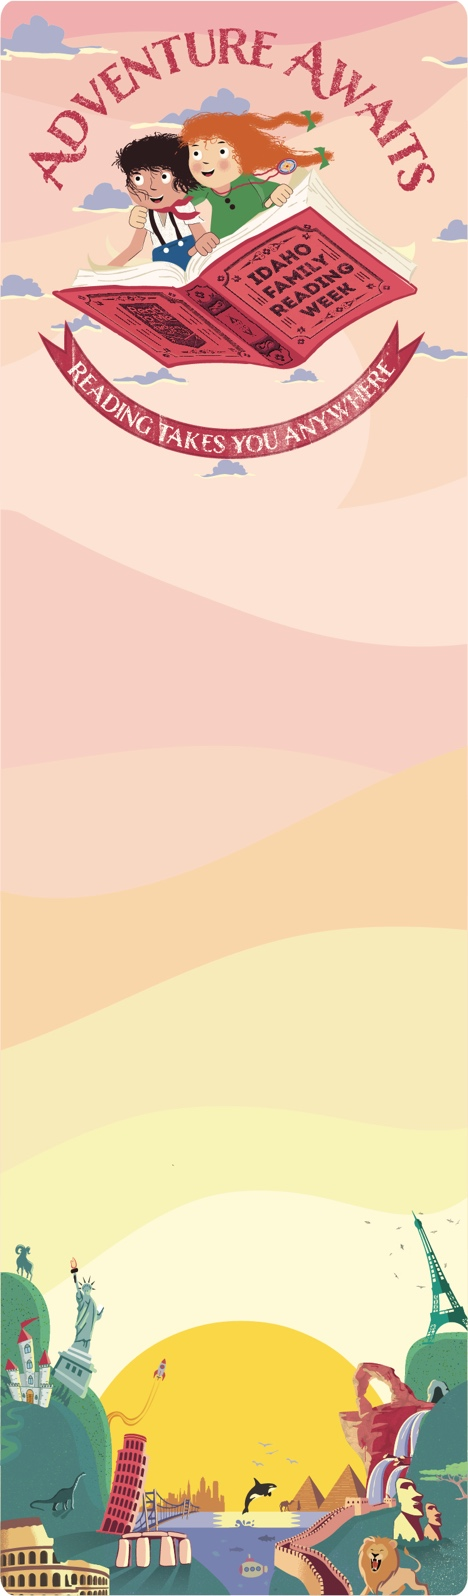 ADVENTURE AWAITS
IDAHO
FAMILY
READING
WEEK
READING TAKES YOU ANYWHERE